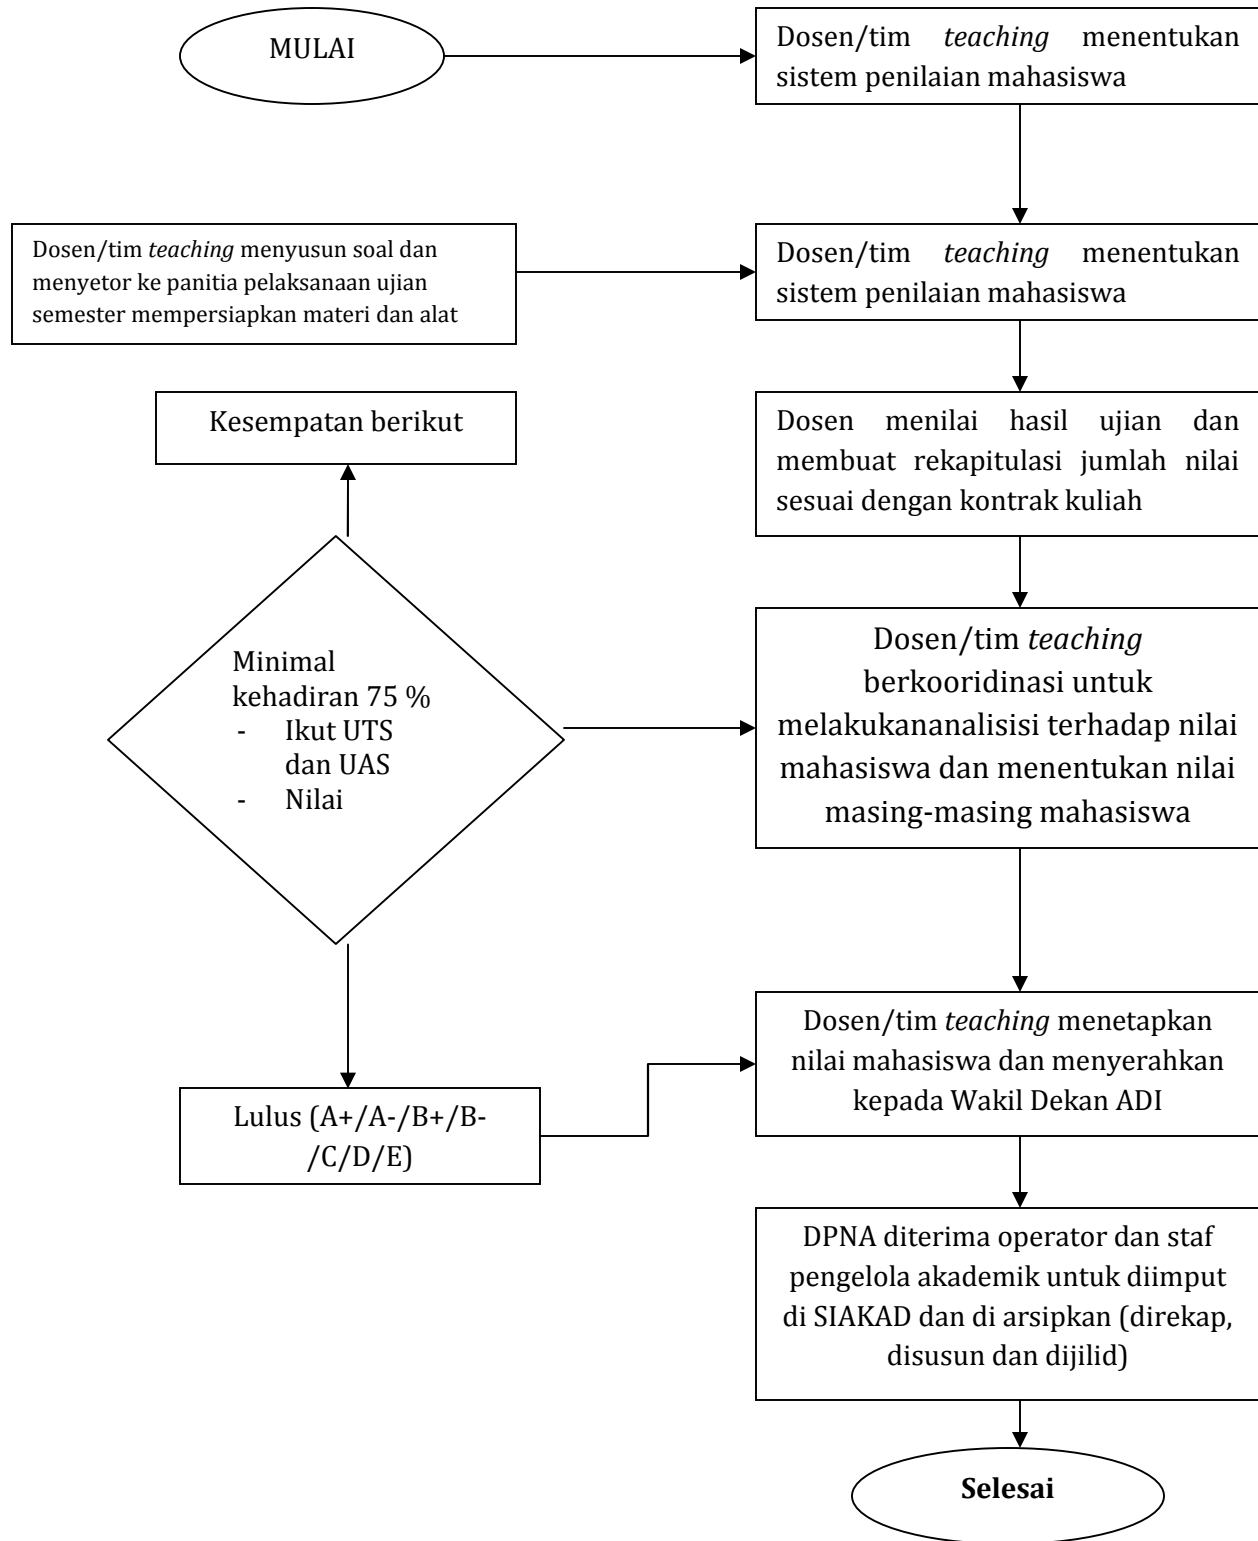 MULAI
Dosen/tim teaching menentukan
sistem penilaian mahasiswa
Dosen/tim teaching menyusun soal dan
menyetor ke panitia pelaksanaan ujian
semester mempersiapkan materi dan alat
Dosen/tim teaching menentukan
sistem penilaian mahasiswa
Kesempatan berikut
Dosen menilai hasil ujian dan
membuat rekapitulasi jumlah nilai
sesuai dengan kontrak kuliah
Minimal
kehadiran 75 %
- Ikut UTS
dan UAS
- Nilai
Dosen/tim teaching
berkooridinasi untuk
melakukananalisisi terhadap nilai
mahasiswa dan menentukan nilai
masing-masing mahasiswa
Dosen/tim teaching menetapkan
nilai mahasiswa dan menyerahkan
kepada Wakil Dekan ADI
Lulus (A+/A-/B+/B-
/C/D/E)
DPNA diterima operator dan staf
pengelola akademik untuk diimput
di SIAKAD dan di arsipkan (direkap,
disusun dan dijilid)
Selesai